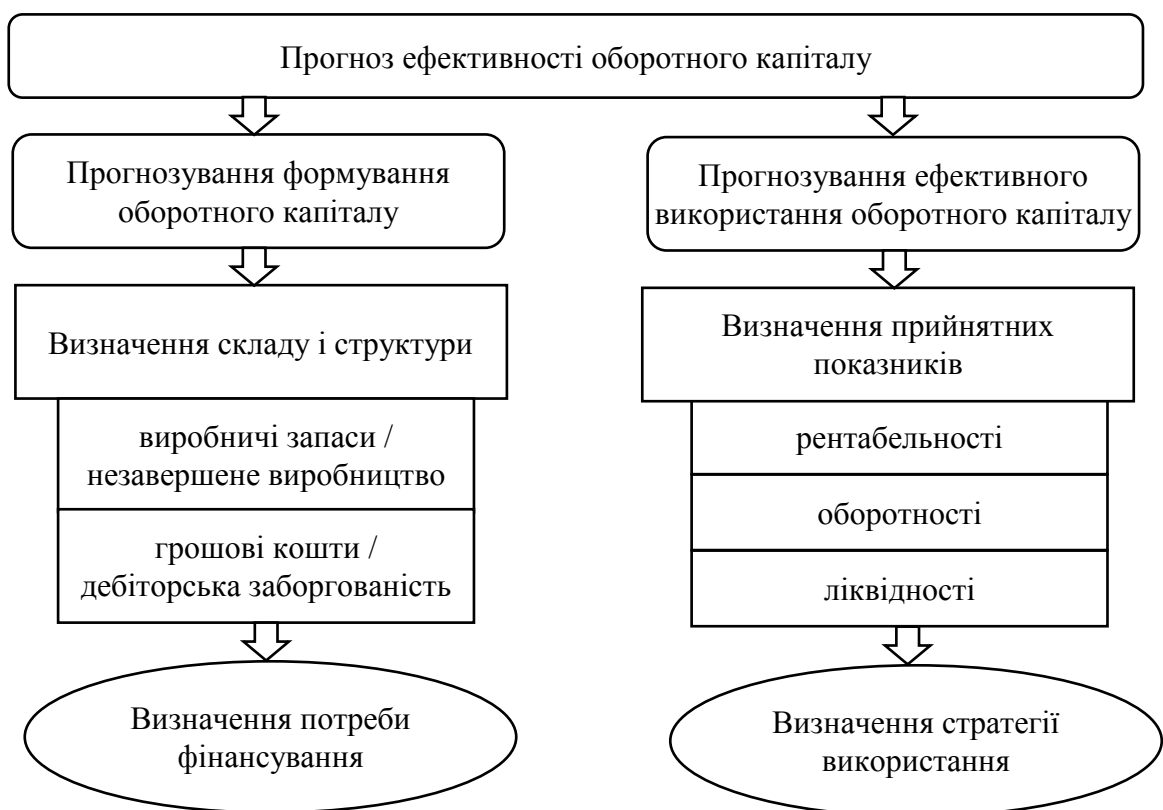 Прогноз ефективності оборотного капіталу
Прогнозування формування
оборотного капіталу
Прогнозування ефективного
використання оборотного капіталу
Визначення складу і структури
Визначення прийнятних
показників
виробничі запаси /
незавершене виробництво
грошові кошти /
дебіторська заборгованість
рентабельності
оборотності
ліквідності
Визначення потреби
фінансування
Визначення стратегії
використання